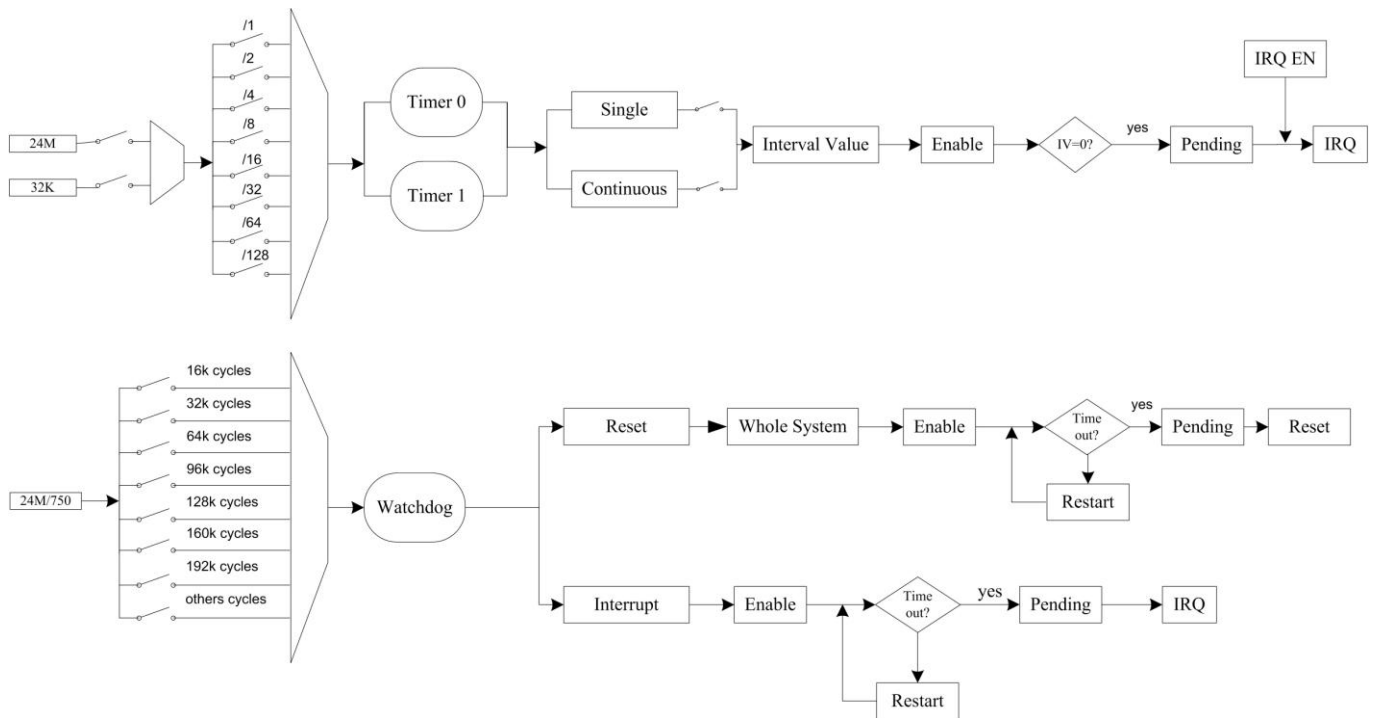 24M
32K
/1
/2
/4
/8
/16
/32
/64
/128
Timer 0
Timer 1
Single
Continuous
Interval Value
Enable
IV=0?
yes
Pending
IRQ EN
IRQ
24M/750
16k cycles
32k cycles
64k cycles
96k cycles
128k cycles
160k cycles
192k cycles
others cycles
Watchdog
Reset
Whole System
Enable
Time
out?
yes
Pending
Reset
Restart
Interrupt
Enable
Time
out?
yes
Pending
IRQ
Restart